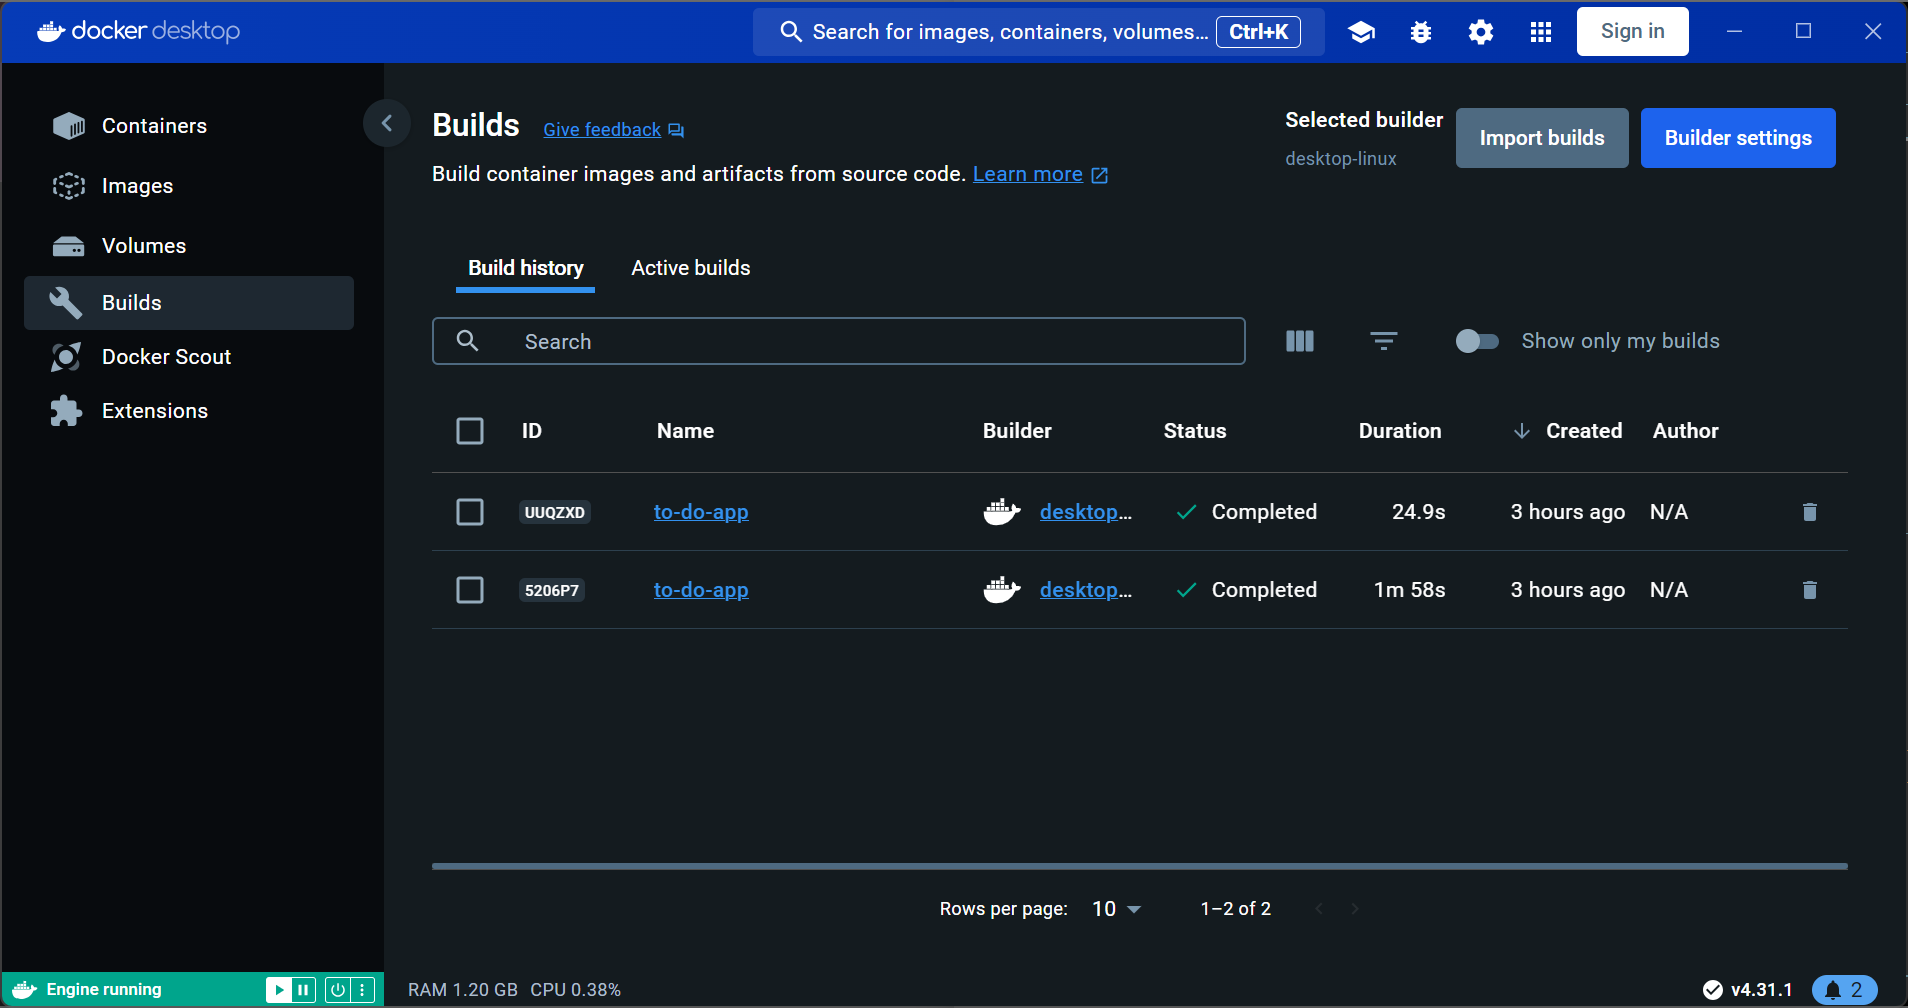 docker desktop
Search for images, containers, volumes... Ctrl+K
Sign in
Containers
Images
Volumes
Builds
Docker Scout
Extensions
Builds Give feedback
Build container images and artifacts from source code. Learn more
Selected builder
desktop-linux
Import builds
Builder settings
Build history Active builds
Search
Show only my builds
ID Name Builder Status Duration Created Author
UUQZXD to-do-app desktop... Completed 24.9s 3 hours ago N/A
5206P7 to-do-app desktop... Completed 1m 58s 3 hours ago N/A
Rows per page: 10 1–2 of 2
Engine running RAM 1.20 GB CPU 0.38% v4.31.1 2